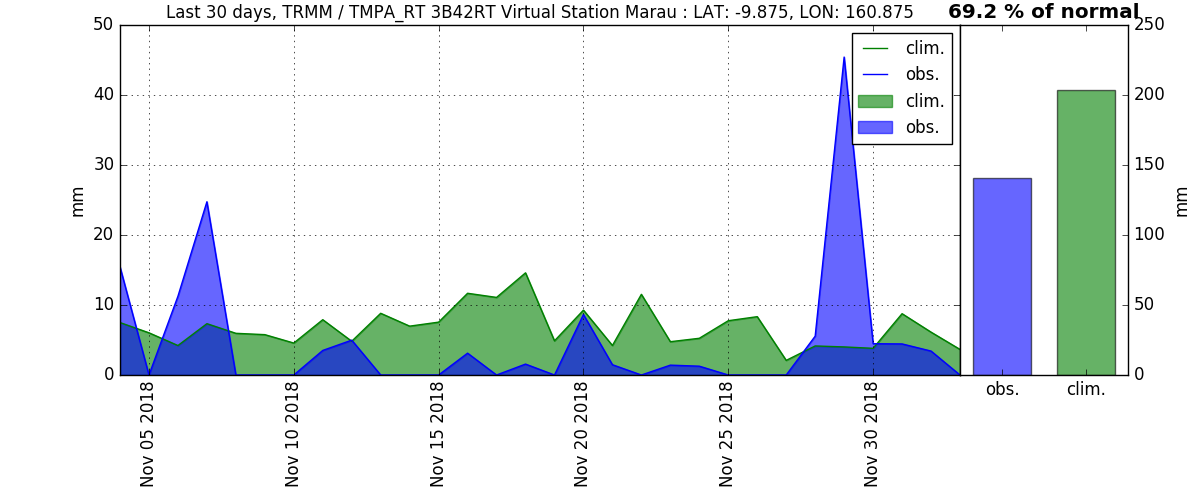 Last 30 days, TRMM / TMPA_RT 3B42RT Virtual Station Marau : LAT: -9.875, LON: 160.875
69.2 % of normal
50
40
30
20
10
0
mm
clim.
obs.
clim.
obs.
250
200
150
100
50
0
mm
Nov 05 2018
Nov 10 2018
Nov 15 2018
Nov 20 2018
Nov 25 2018
Nov 30 2018
obs.
clim.